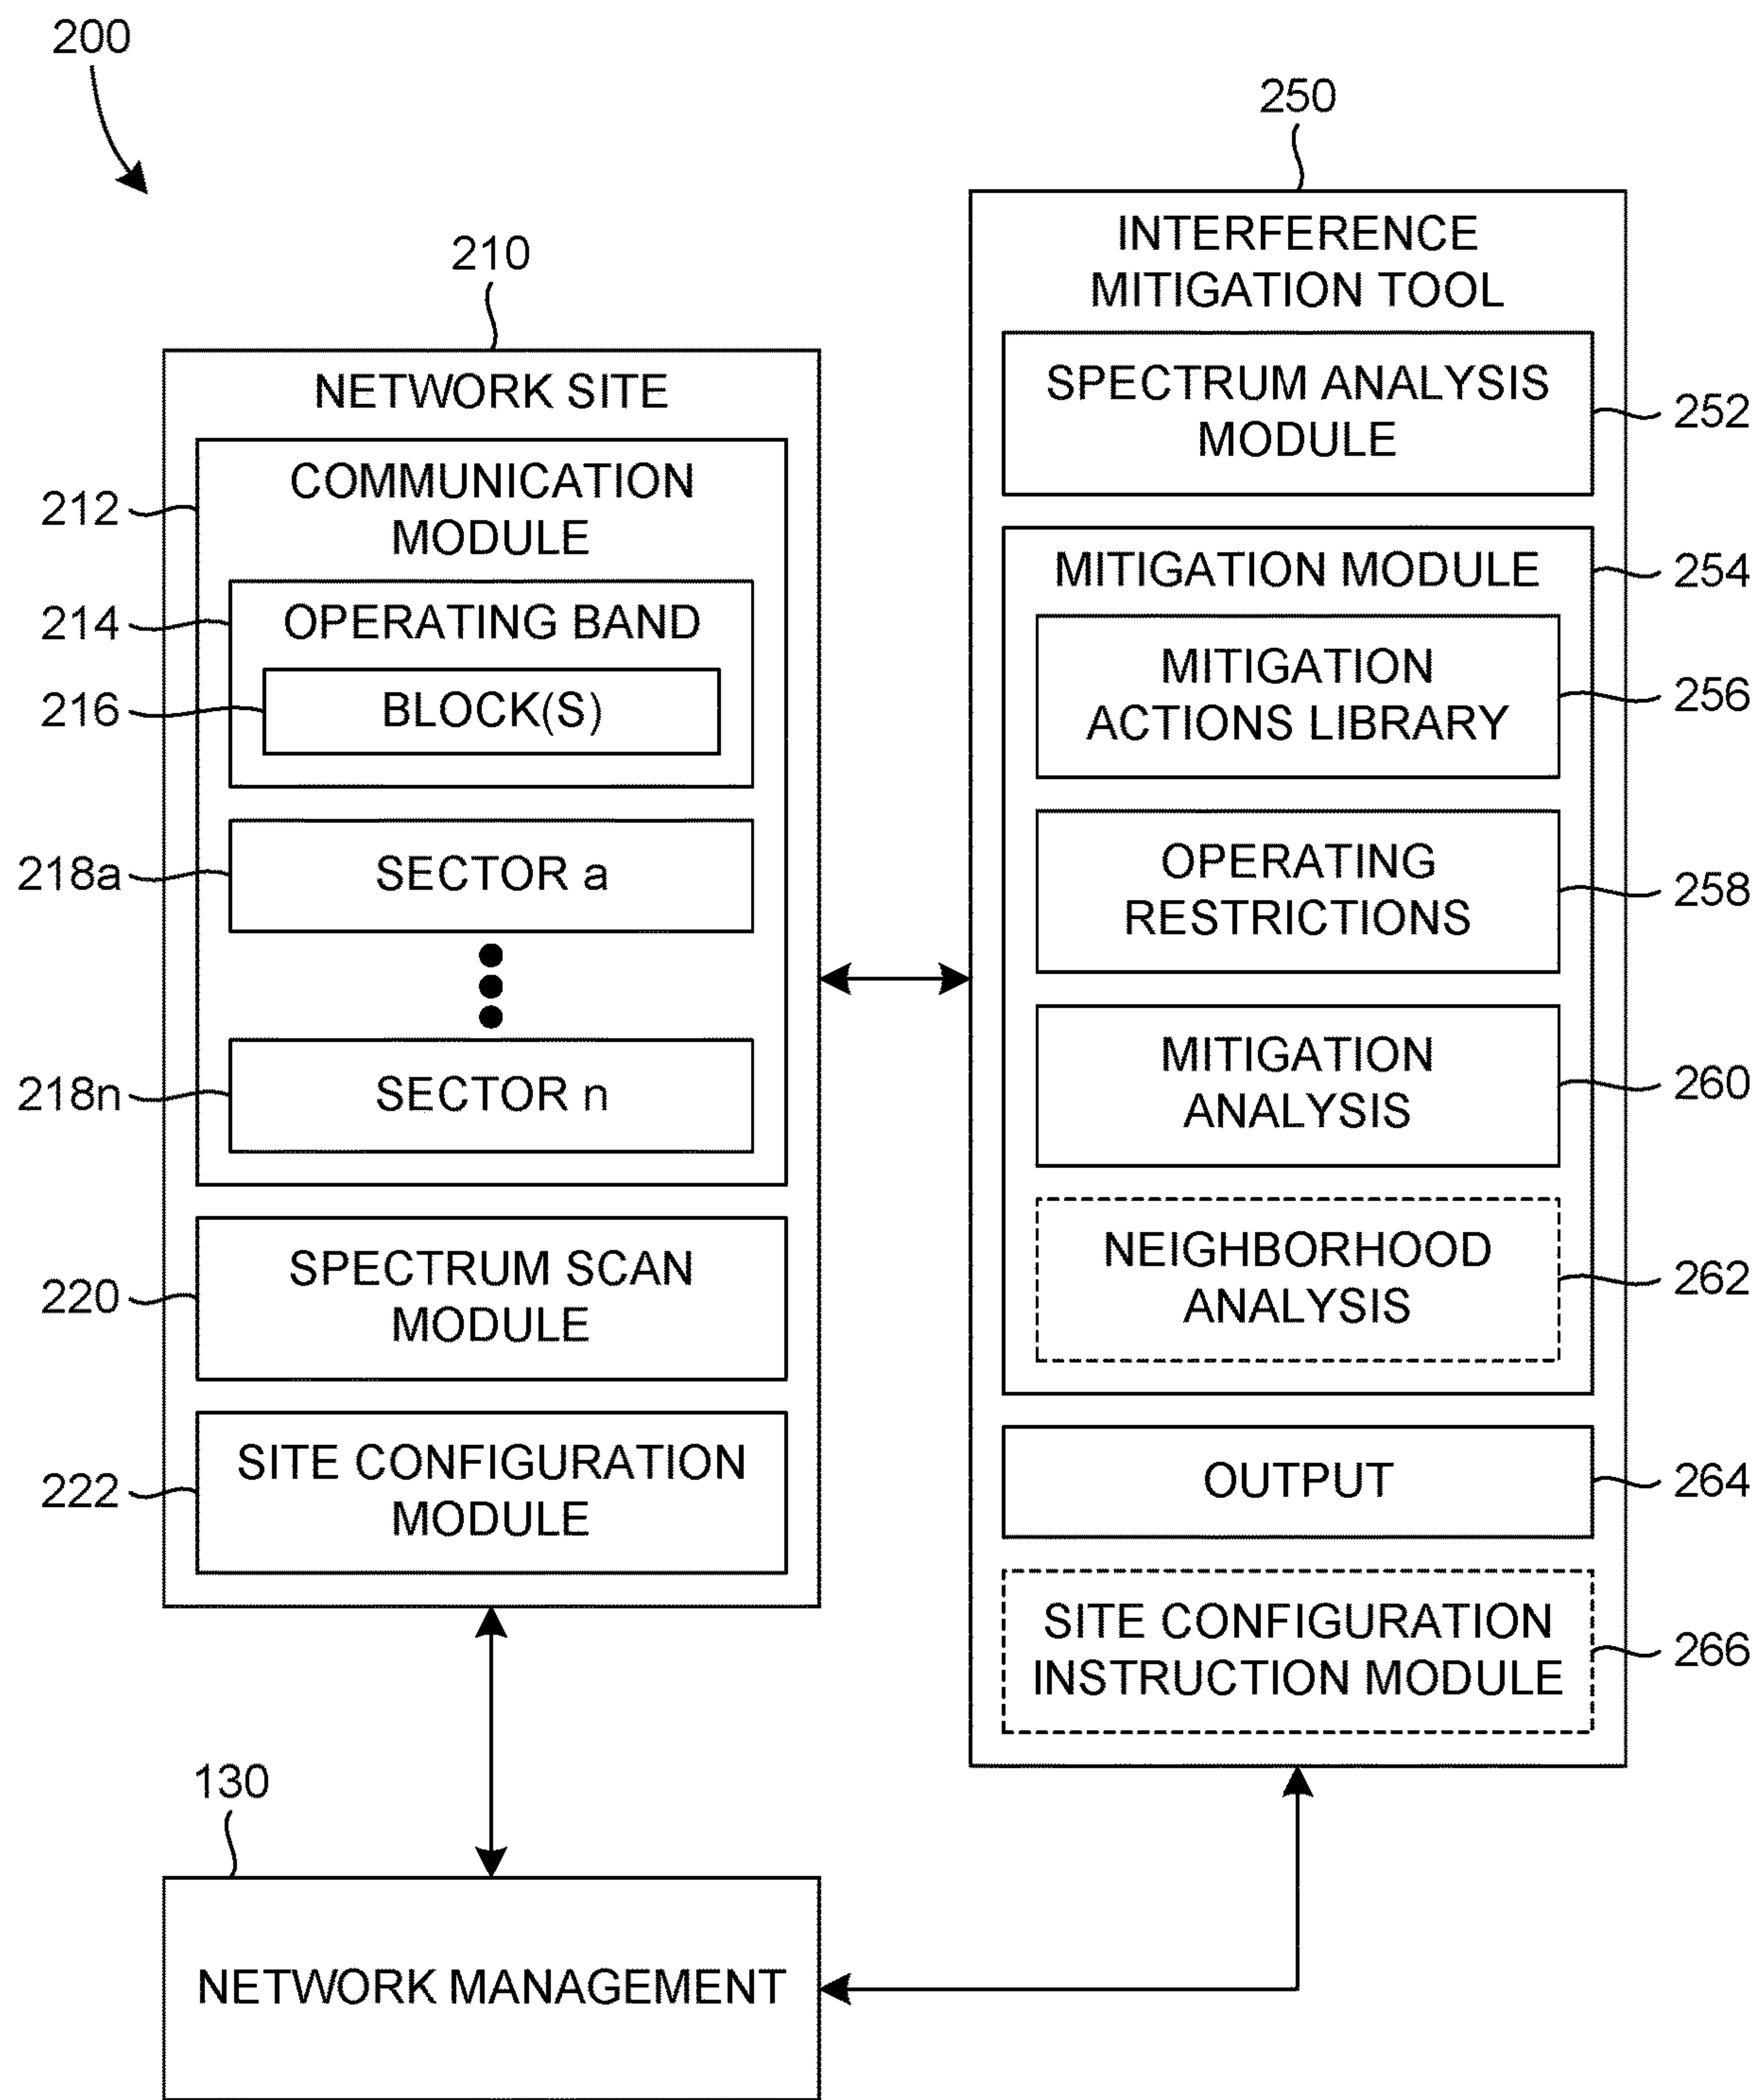 200
250
210
INTERFERENCE
MITIGATION TOOL
NETWORK SITE
SPECTRUM ANALYSIS
MODULE
252
COMMUNICATION
MODULE
212
MITIGATION MODULE
254
OPERATING BAND
214
MITIGATION
ACTIONS LIBRARY
256
BLOCK(S)
216
SECTOR a
218a
OPERATING
RESTRICTIONS
258
SECTOR n
218n
MITIGATION
ANALYSIS
260
SPECTRUM SCAN
MODULE
220
NEIGHBORHOOD
ANALYSIS
262
SITE CONFIGURATION
MODULE
222
OUTPUT
264
SITE CONFIGURATION
INSTRUCTION MODULE
266
130
NETWORK MANAGEMENT